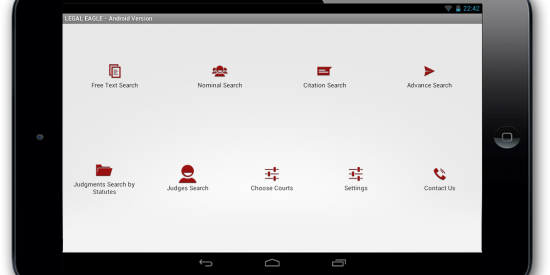 22:42
LEGAL EAGLE - Android Version
Free Text Search
Nominal Search
Citation Search
Advance Search
Judgments Search by
Statutes
Judges Search
Choose Courts
Settings
Contact Us